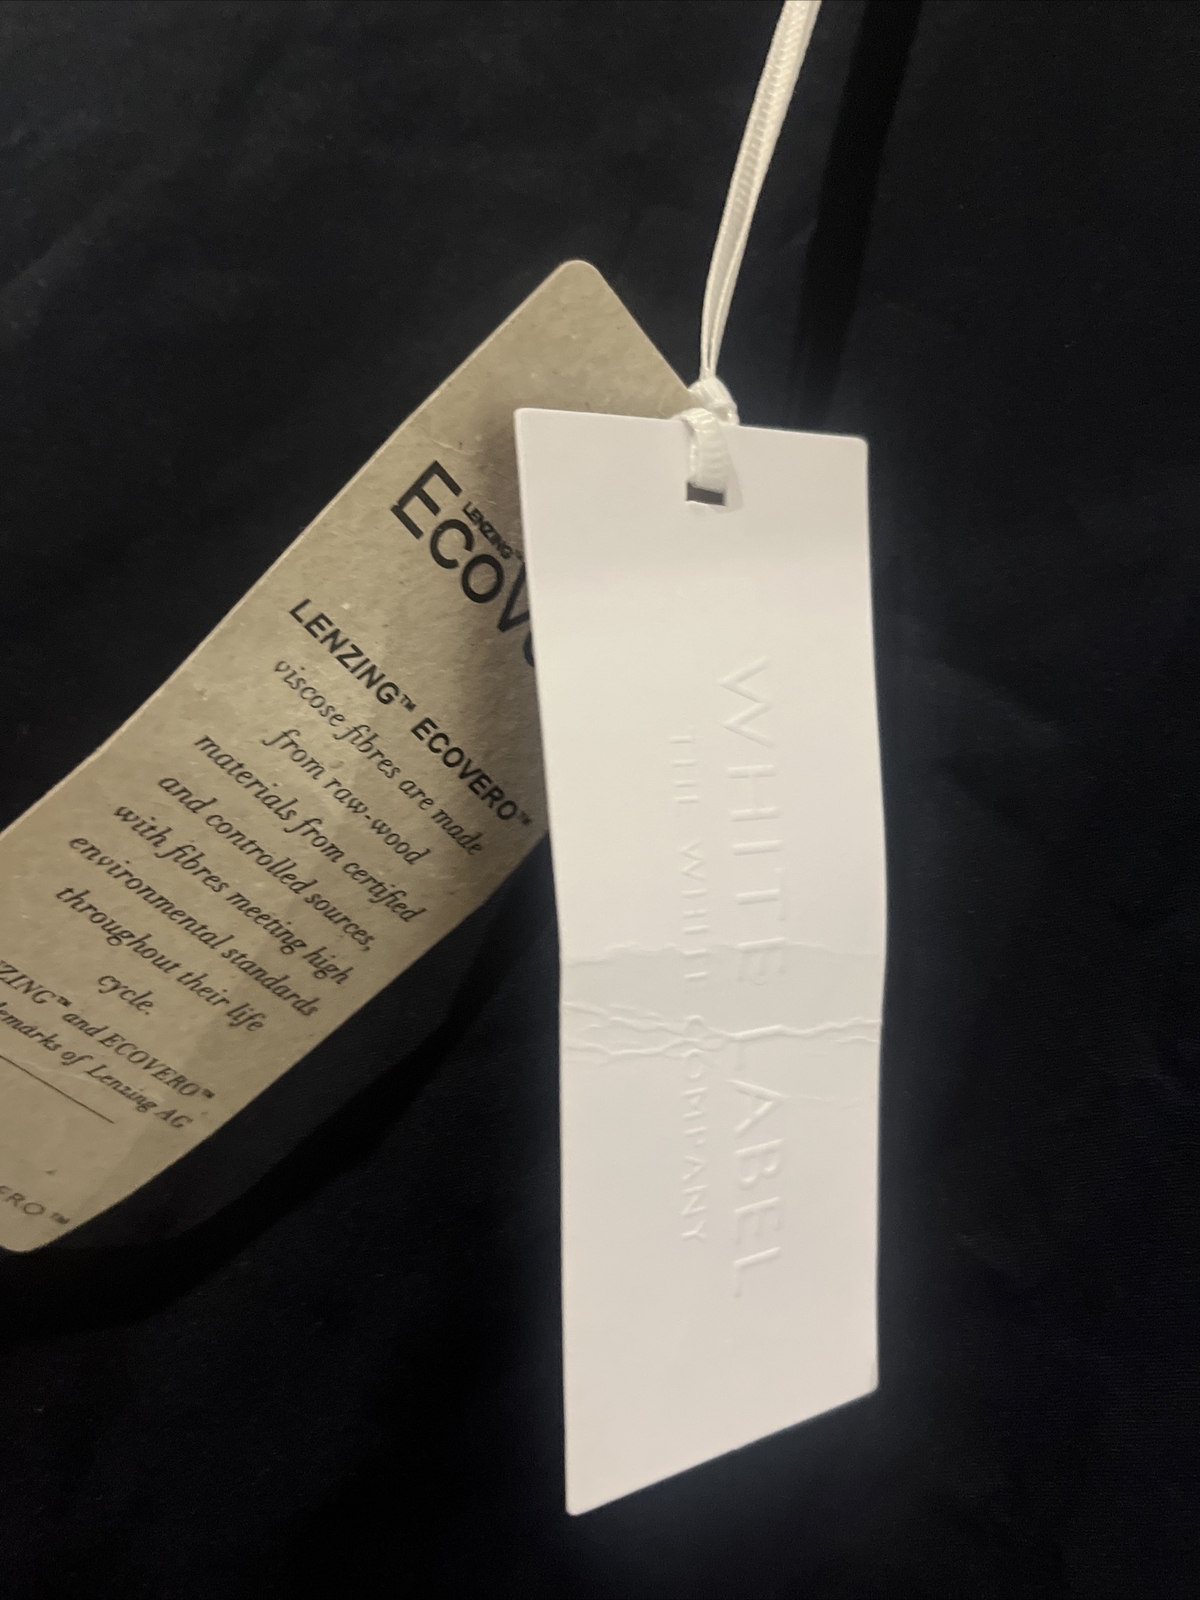 LENZING™
ECOV
LENZING™ ECOVERO™
viscose fibres are made
from raw-wood
materials from certified
and controlled sources,
with fibres meeting high
environmental standards
throughout their life
cycle.
ZING™ and ECOVERO™
emarks of Lenzing AG
ERO™
WHITE LABEL
THE WHITE COMPANY